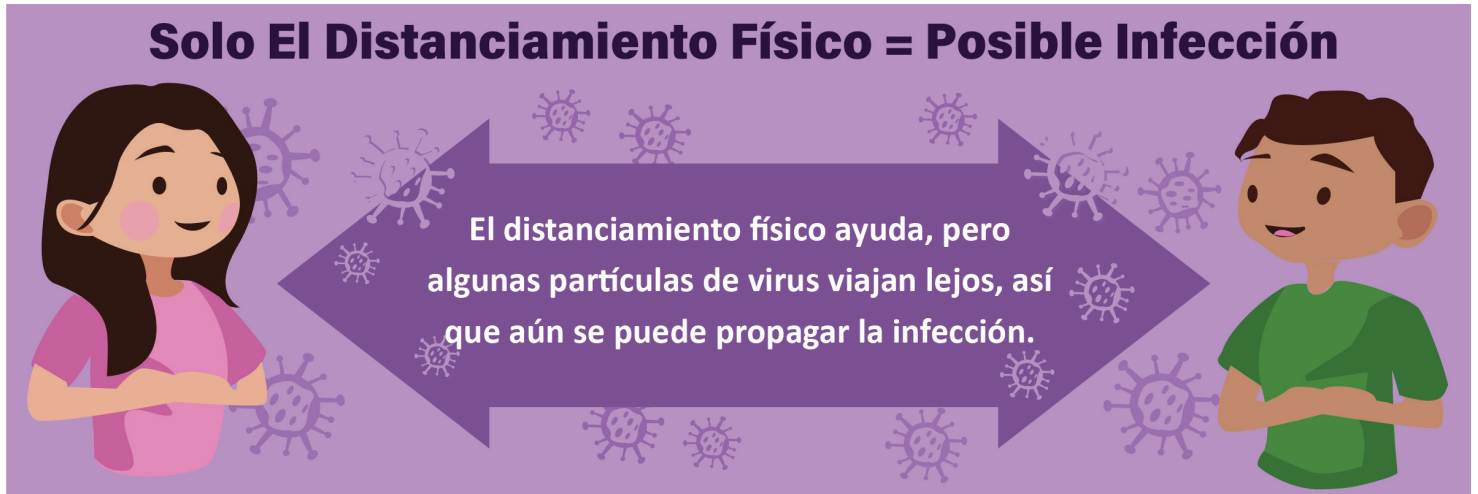 Solo El Distanciamiento Físico = Posible Infección
El distanciamiento físico ayuda, pero
algunas partículas de virus viajan lejos, así
que aún se puede propagar la infección.